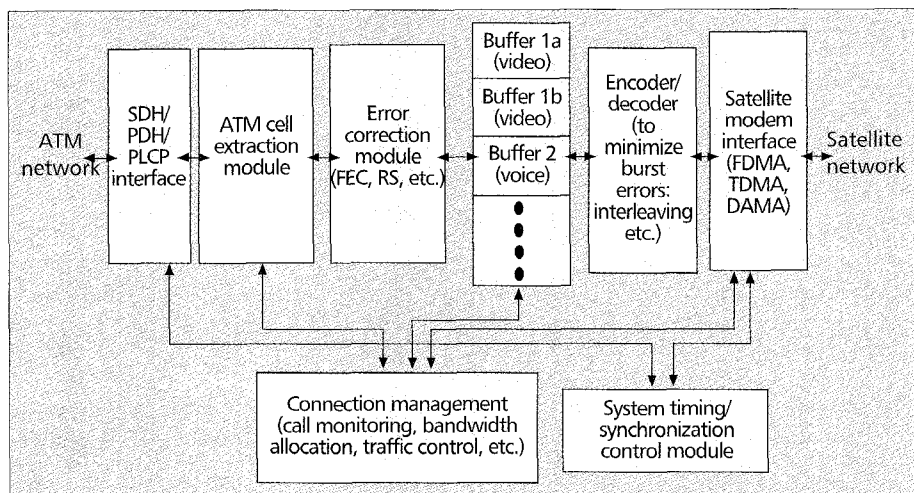 ATM
network
SDH/
PDH/
PLCP
interface
ATM cell
extraction
module
Error
correction
module
(FEC, RS, etc.)
Buffer 1a
(video)
Buffer 1b
(video)
Buffer 2
(voice)
Encoder/
decoder
(to
minimize
burst
errors:
interleaving
etc.)
Satellite
modem
interface
(FDMA,
TDMA,
DAMA)
Satellite
network
Connection management
(call monitoring, bandwidth
allocation, traffic control, etc.)
System timing/
synchronization
control module